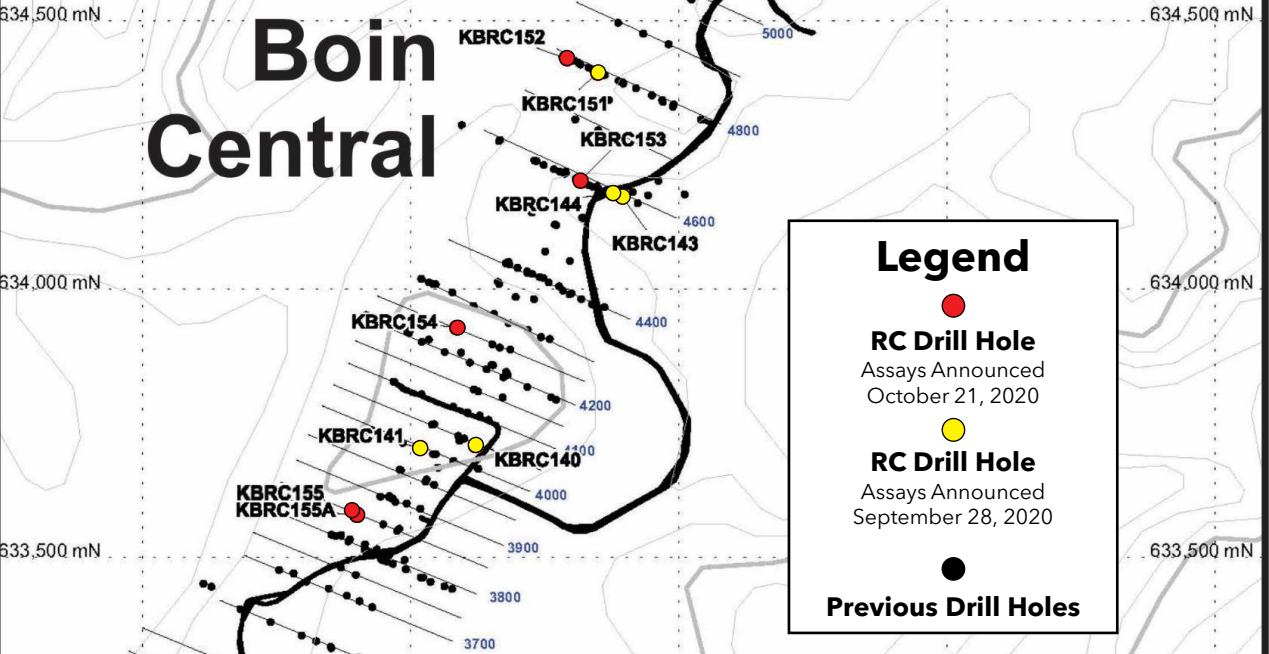 634,500 mN
634,500 mN
Boin
Central
5000
KBRC152
KBRC151
4800
KBRC153
KBRC144
4600
KBRC143
634,000 mN
634,000 mN
4400
KBRC154
4200
KBRC141
4100
KBRC140
4000
KBRC155
KBRC155A
3900
633,500 mN
633,500 mN
3800
3700
Legend
RC Drill Hole
Assays Announced
October 21, 2020
RC Drill Hole
Assays Announced
September 28, 2020
Previous Drill Holes